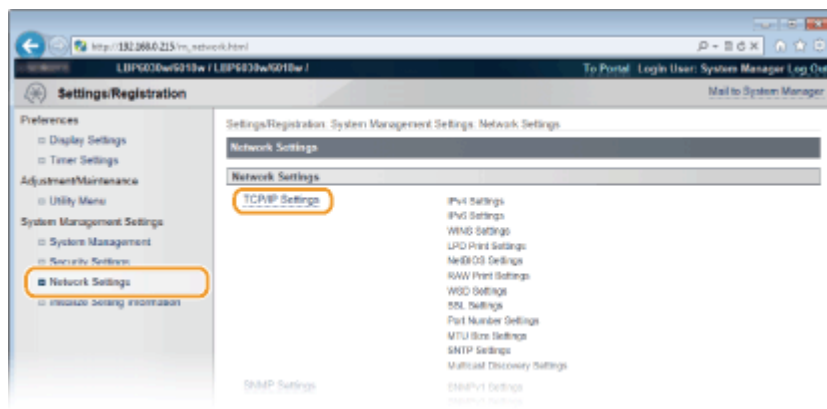 http://192.168.0.215/m_network.html
LBP6030w/6018w / LBP6030w/6018w /
To Portal Login User: System Manager Log Out
Settings/Registration
Mail to System Manager
Preferences
Display Settings
Timer Settings
Adjustment/Maintenance
Utility Menu
System Management Settings
System Management
Security Settings
Network Settings
Initialize Setting Information
Settings/Registration: System Management Settings: Network Settings
Network Settings
Network Settings
TCP/IP Settings
IPv4 Settings
IPv6 Settings
WINS Settings
LPD Print Settings
NetBIOS Settings
RAW Print Settings
WSD Settings
SSL Settings
Port Number Settings
MTU Size Settings
SNTP Settings
Multicast Discovery Settings
SNMP Settings
SNMPv1 Settings